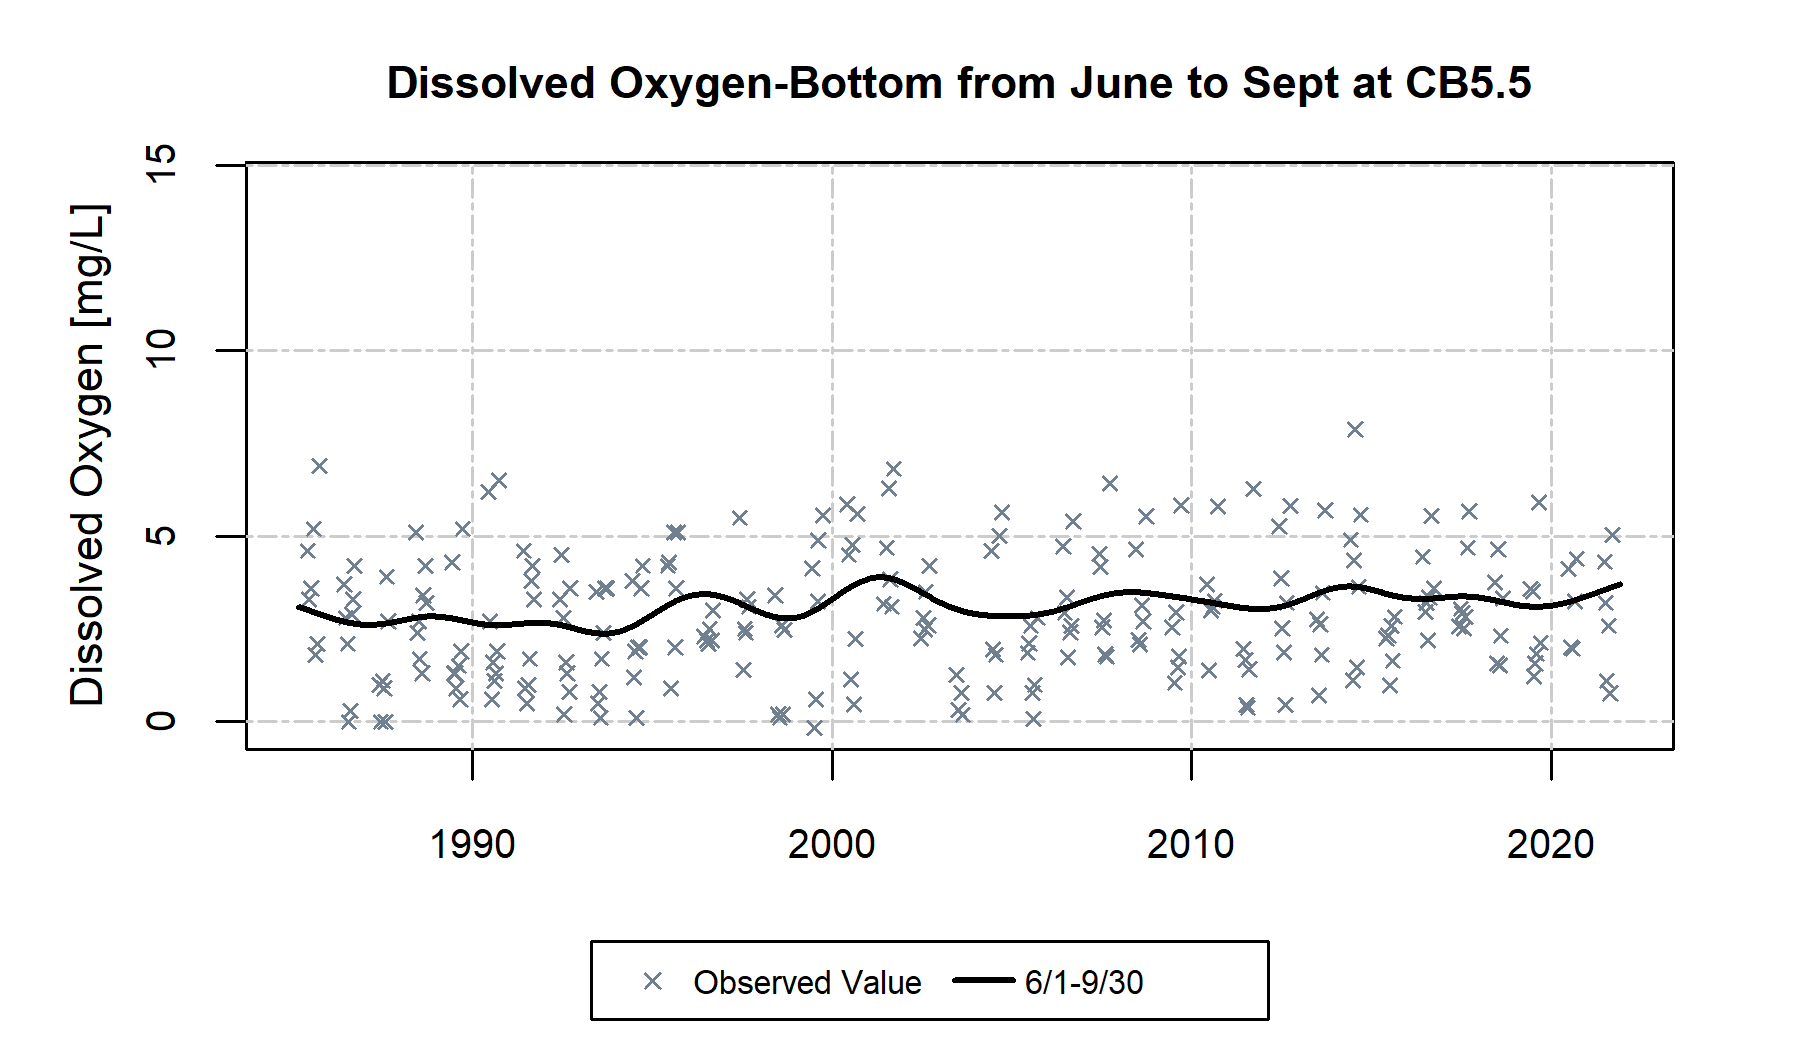 Dissolved Oxygen-Bottom from June to Sept at CB5.5
Dissolved Oxygen [mg/L]
15
10
5
0
1990 2000 2010 2020
Observed Value 6/1-9/30